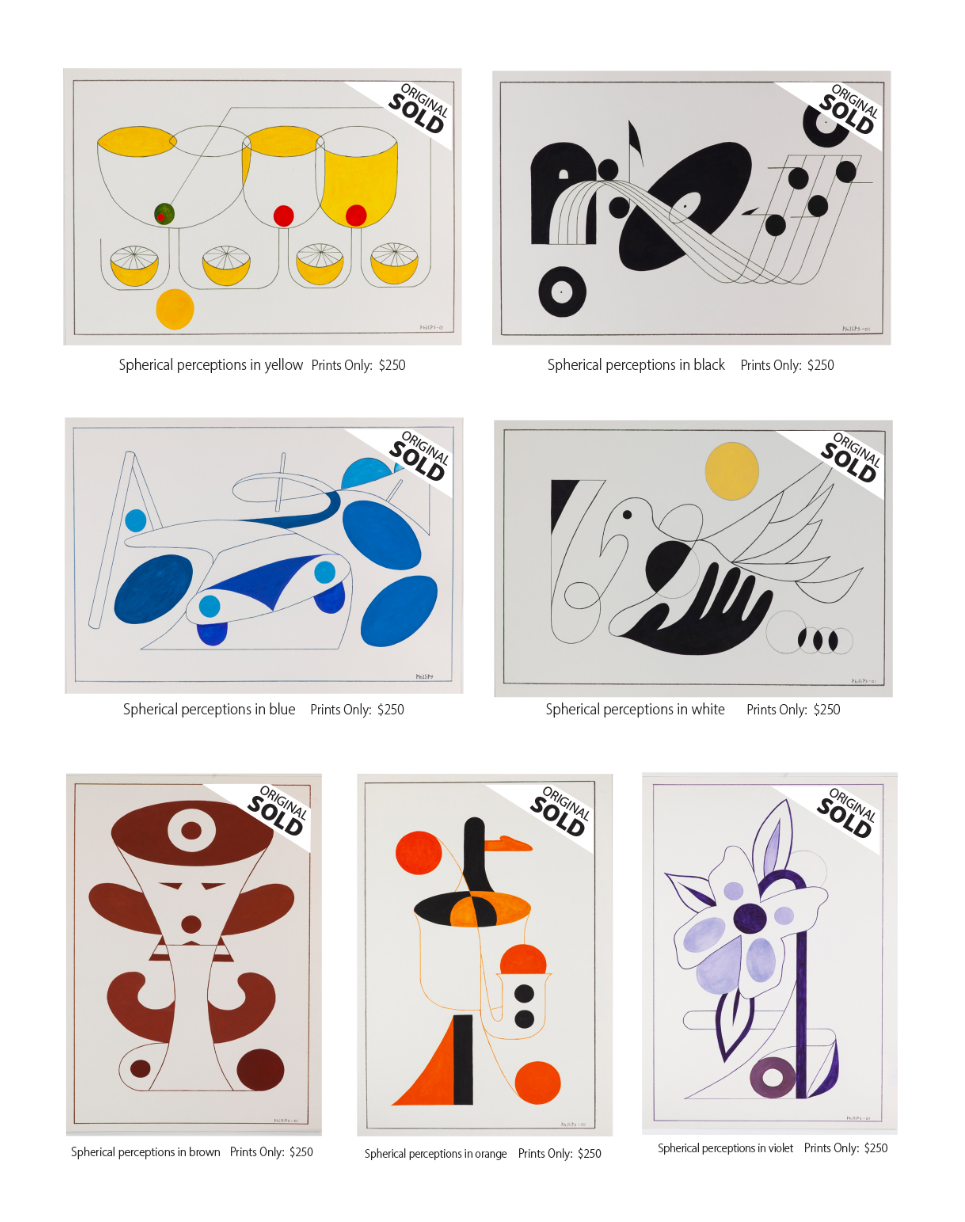 ORIGINAL
SOLD
ORIGINAL
SOLD
Spherical perceptions in yellow Prints Only: $250
Spherical perceptions in black Prints Only: $250
ORIGINAL
SOLD
ORIGINAL
SOLD
Spherical perceptions in blue Prints Only: $250
Spherical perceptions in white Prints Only: $250
ORIGINAL
SOLD
ORIGINAL
SOLD
ORIGINAL
SOLD
Spherical perceptions in brown Prints Only: $250
Spherical perceptions in orange Prints Only: $250
Spherical perceptions in violet Prints Only: $250